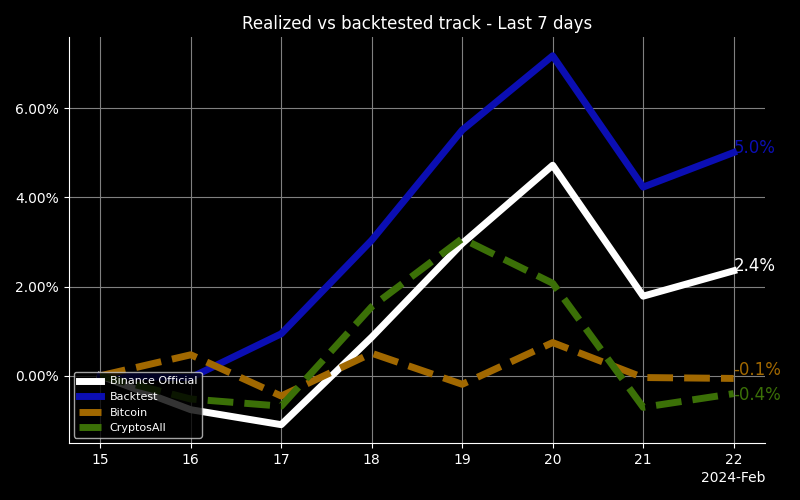 Realized vs backtested track - Last 7 days
6.00%
4.00%
2.00%
0.00%
5.0%
2.4%
-0.1%
-0.4%
Binance Official
Backtest
Bitcoin
CryptosAll
15 16 17 18 19 20 21 22
2024-Feb